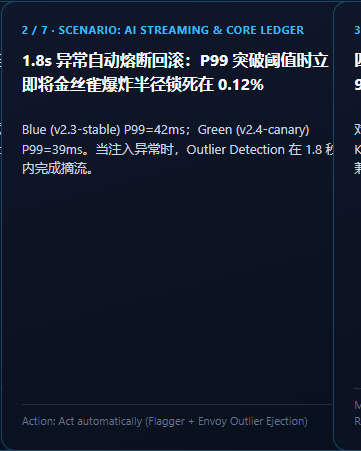 2 / 7 · SCENARIO: AI STREAMING & CORE LEDGER
1.8s 异常自动熔断回滚：P99 突破阈值时立
即将金丝雀爆炸半径锁死在 0.12%
Blue (v2.3-stable) P99=42ms；Green (v2.4-canary)
P99=39ms。当注入异常时，Outlier Detection 在 1.8 秒
内完成摘流。
Action: Act automatically (Flagger + Envoy Outlier Ejection)
3
9
对
K
M
R